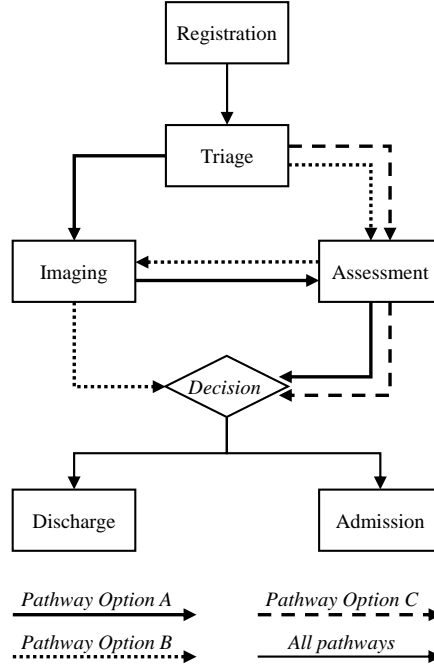 Registration
Triage
Imaging
Assessment
Decision
Discharge
Admission
Pathway Option A
Pathway Option C
Pathway Option B
All pathways